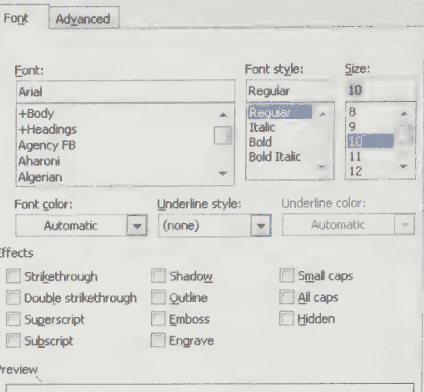 Font Advanced
Font: Font style: Size:
Arial Regular 10
+Body Regular 8
+Headings Italic 9
Agency FB Bold 10
Aharoni Bold Italic 11
Algerian 12
Font color: Underline style: Underline color:
Automatic (none) Automatic
Effects
Strikethrough Shadow Small caps
Double strikethrough Outline All caps
Superscript Emboss Hidden
Subscript Engrave
Preview